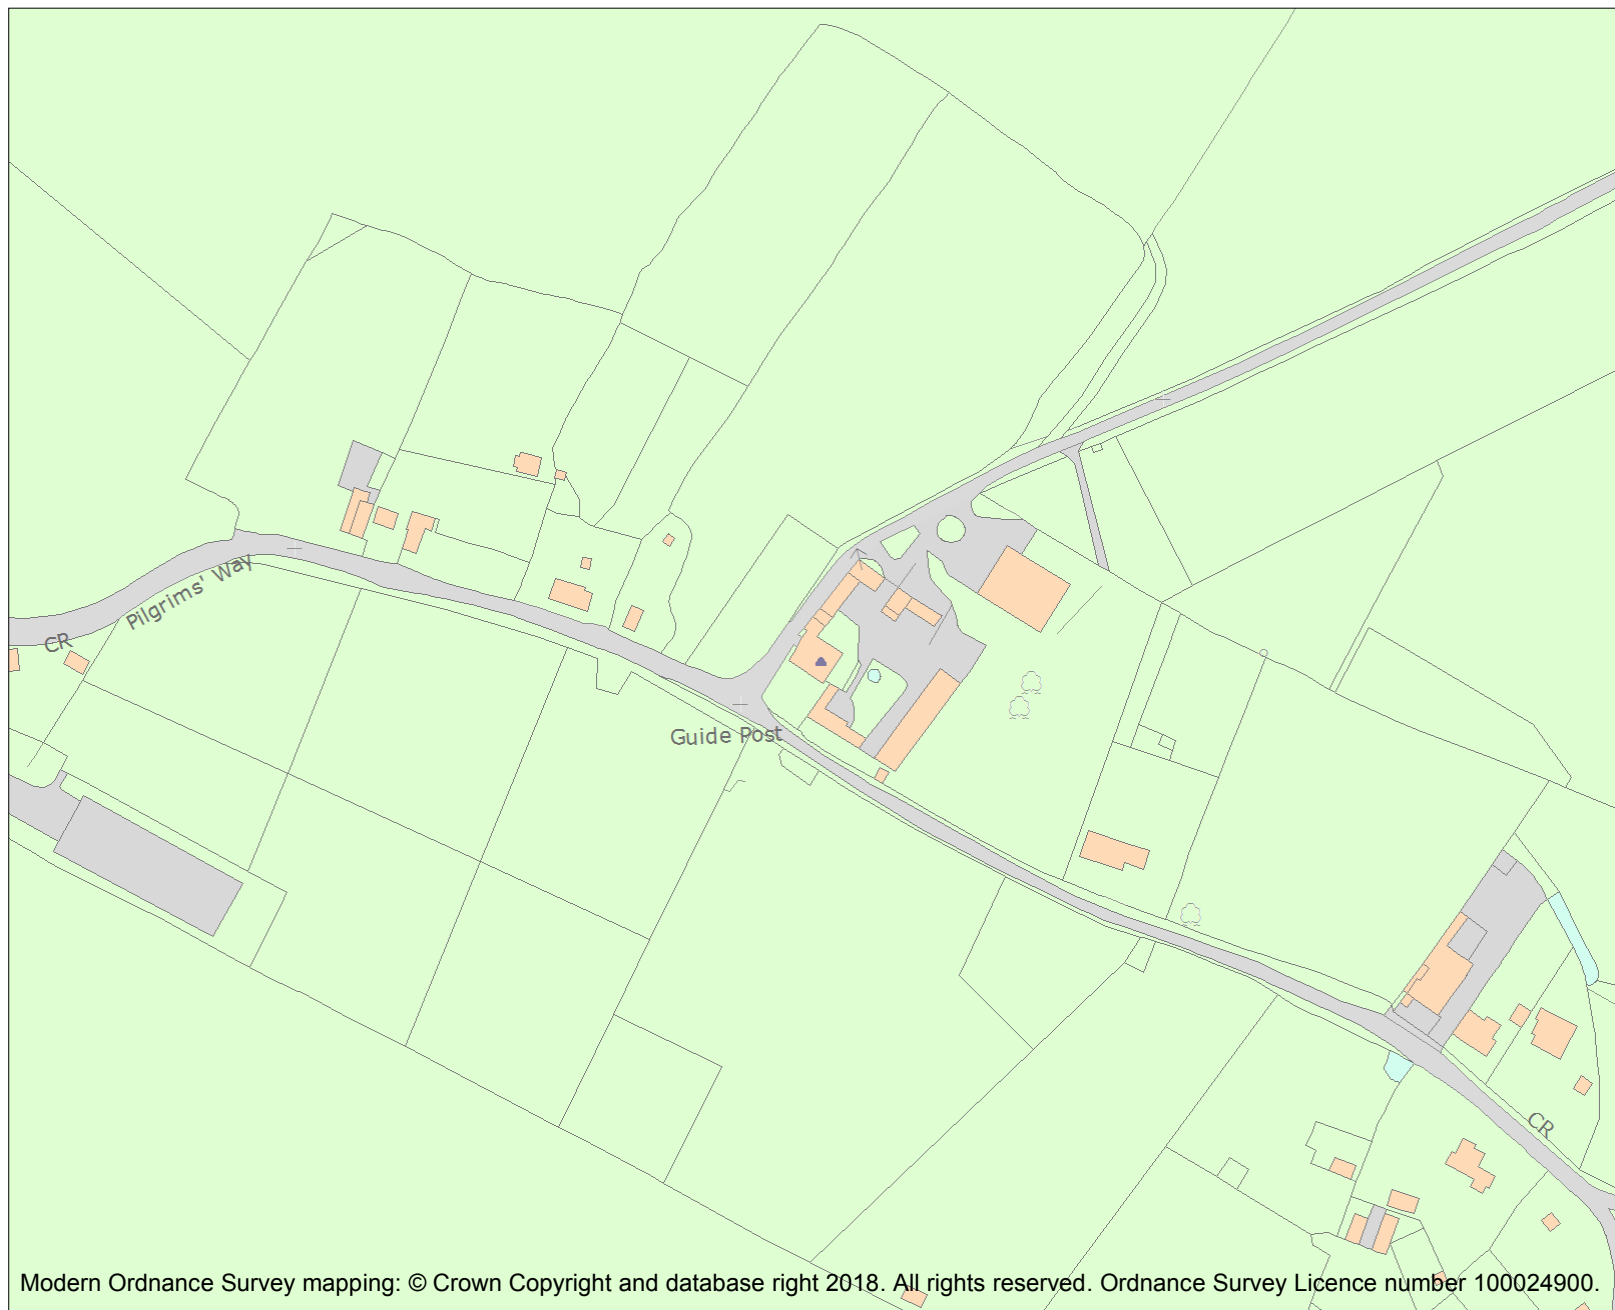 Pilgrims' Way
CR
Guide Post
CR
Modern Ordnance Survey mapping: © Crown Copyright and database right 2018. All rights reserved. Ordnance Survey Licence number 100024900.